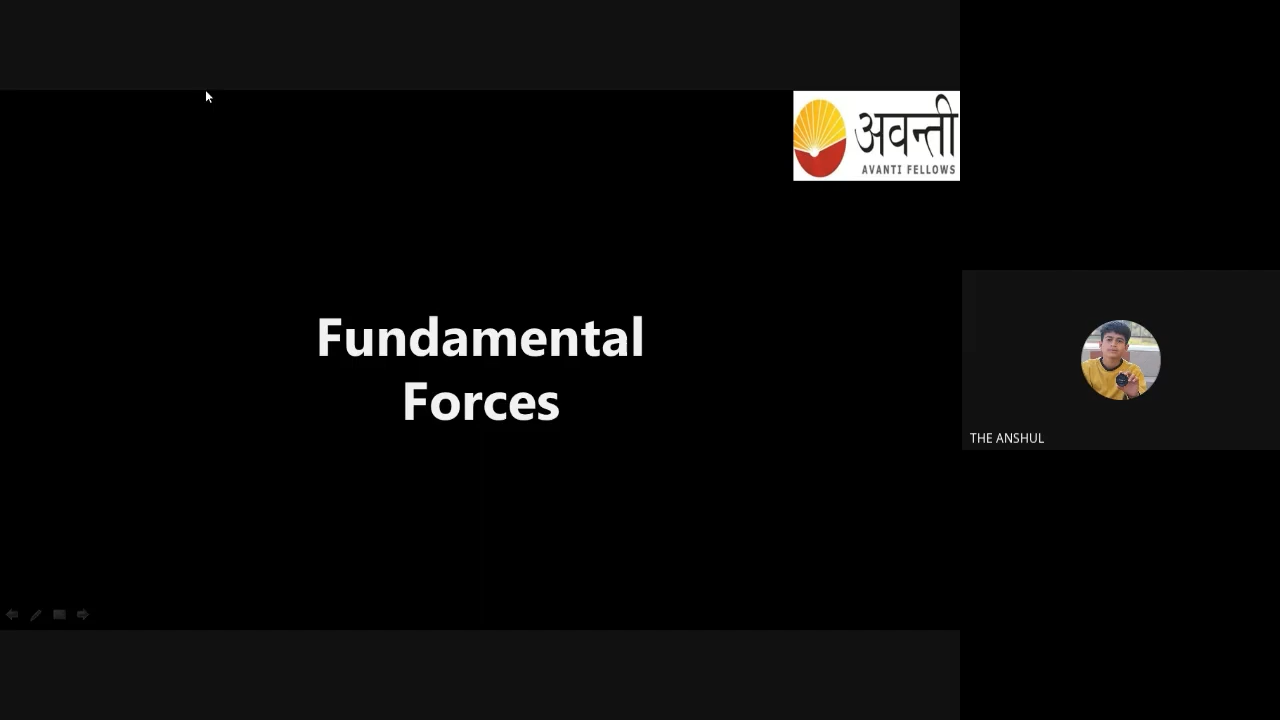 अवन्ती
AVANTI FELLOWS
Fundamental
Forces
THE ANSHUL